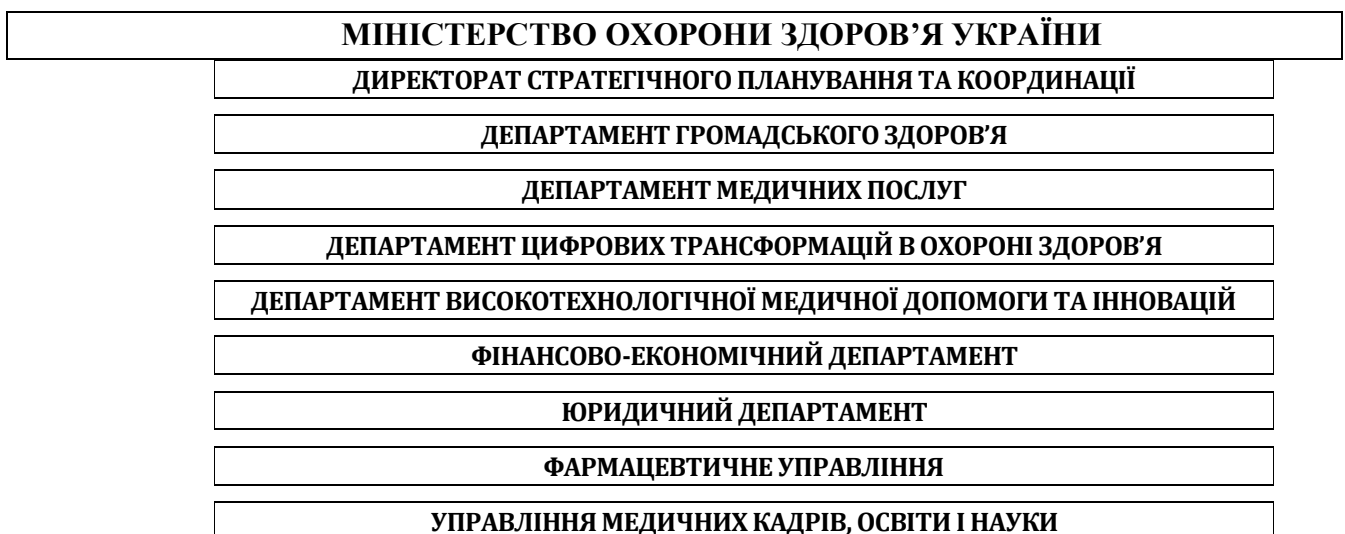 МІНІСТЕРСТВО ОХОРОНИ ЗДОРОВ’Я УКРАЇНИ
ДИРЕКТОРАТ СТРАТЕГІЧНОГО ПЛАНУВАННЯ ТА КООРДИНАЦІЇ
ДЕПАРТАМЕНТ ГРОМАДСЬКОГО ЗДОРОВ’Я
ДЕПАРТАМЕНТ МЕДИЧНИХ ПОСЛУГ
ДЕПАРТАМЕНТ ЦИФРОВИХ ТРАНСФОРМАЦІЙ В ОХОРОНІ ЗДОРОВ’Я
ДЕПАРТАМЕНТ ВИСОКОТЕХНОЛОГІЧНОЇ МЕДИЧНОЇ ДОПОМОГИ ТА ІННОВАЦІЙ
ФІНАНСОВО-ЕКОНОМІЧНИЙ ДЕПАРТАМЕНТ
ЮРИДИЧНИЙ ДЕПАРТАМЕНТ
ФАРМАЦЕВТИЧНЕ УПРАВЛІННЯ
УПРАВЛІННЯ МЕДИЧНИХ КАДРІВ, ОСВІТИ І НАУКИ